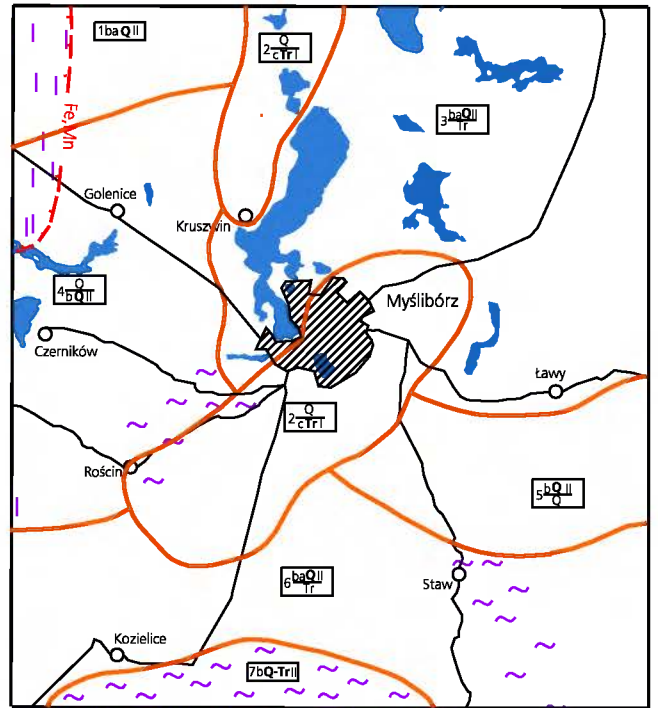 1baQII
Q
2
cTrI
baQII
3
Tr
Fe,Mn
Golenice
Kruszwin
Q
4
bQII
Myślibórz
Czerników
Ławy
Q
2
cTrI
Rościn
bQII
5
Q
baQII
6
Tr
Staw
Kozielice
7bQ-TrII